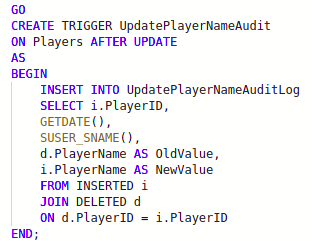 GO
CREATE TRIGGER UpdatePlayerNameAudit
ON Players AFTER UPDATE
AS
BEGIN
    INSERT INTO UpdatePlayerNameAuditLog
    SELECT i.PlayerID,
    GETDATE(),
    SUSER_SNAME(),
    d.PlayerName AS OldValue,
    i.PlayerName AS NewValue
    FROM INSERTED i
    JOIN DELETED d
    ON d.PlayerID = i.PlayerID
END;